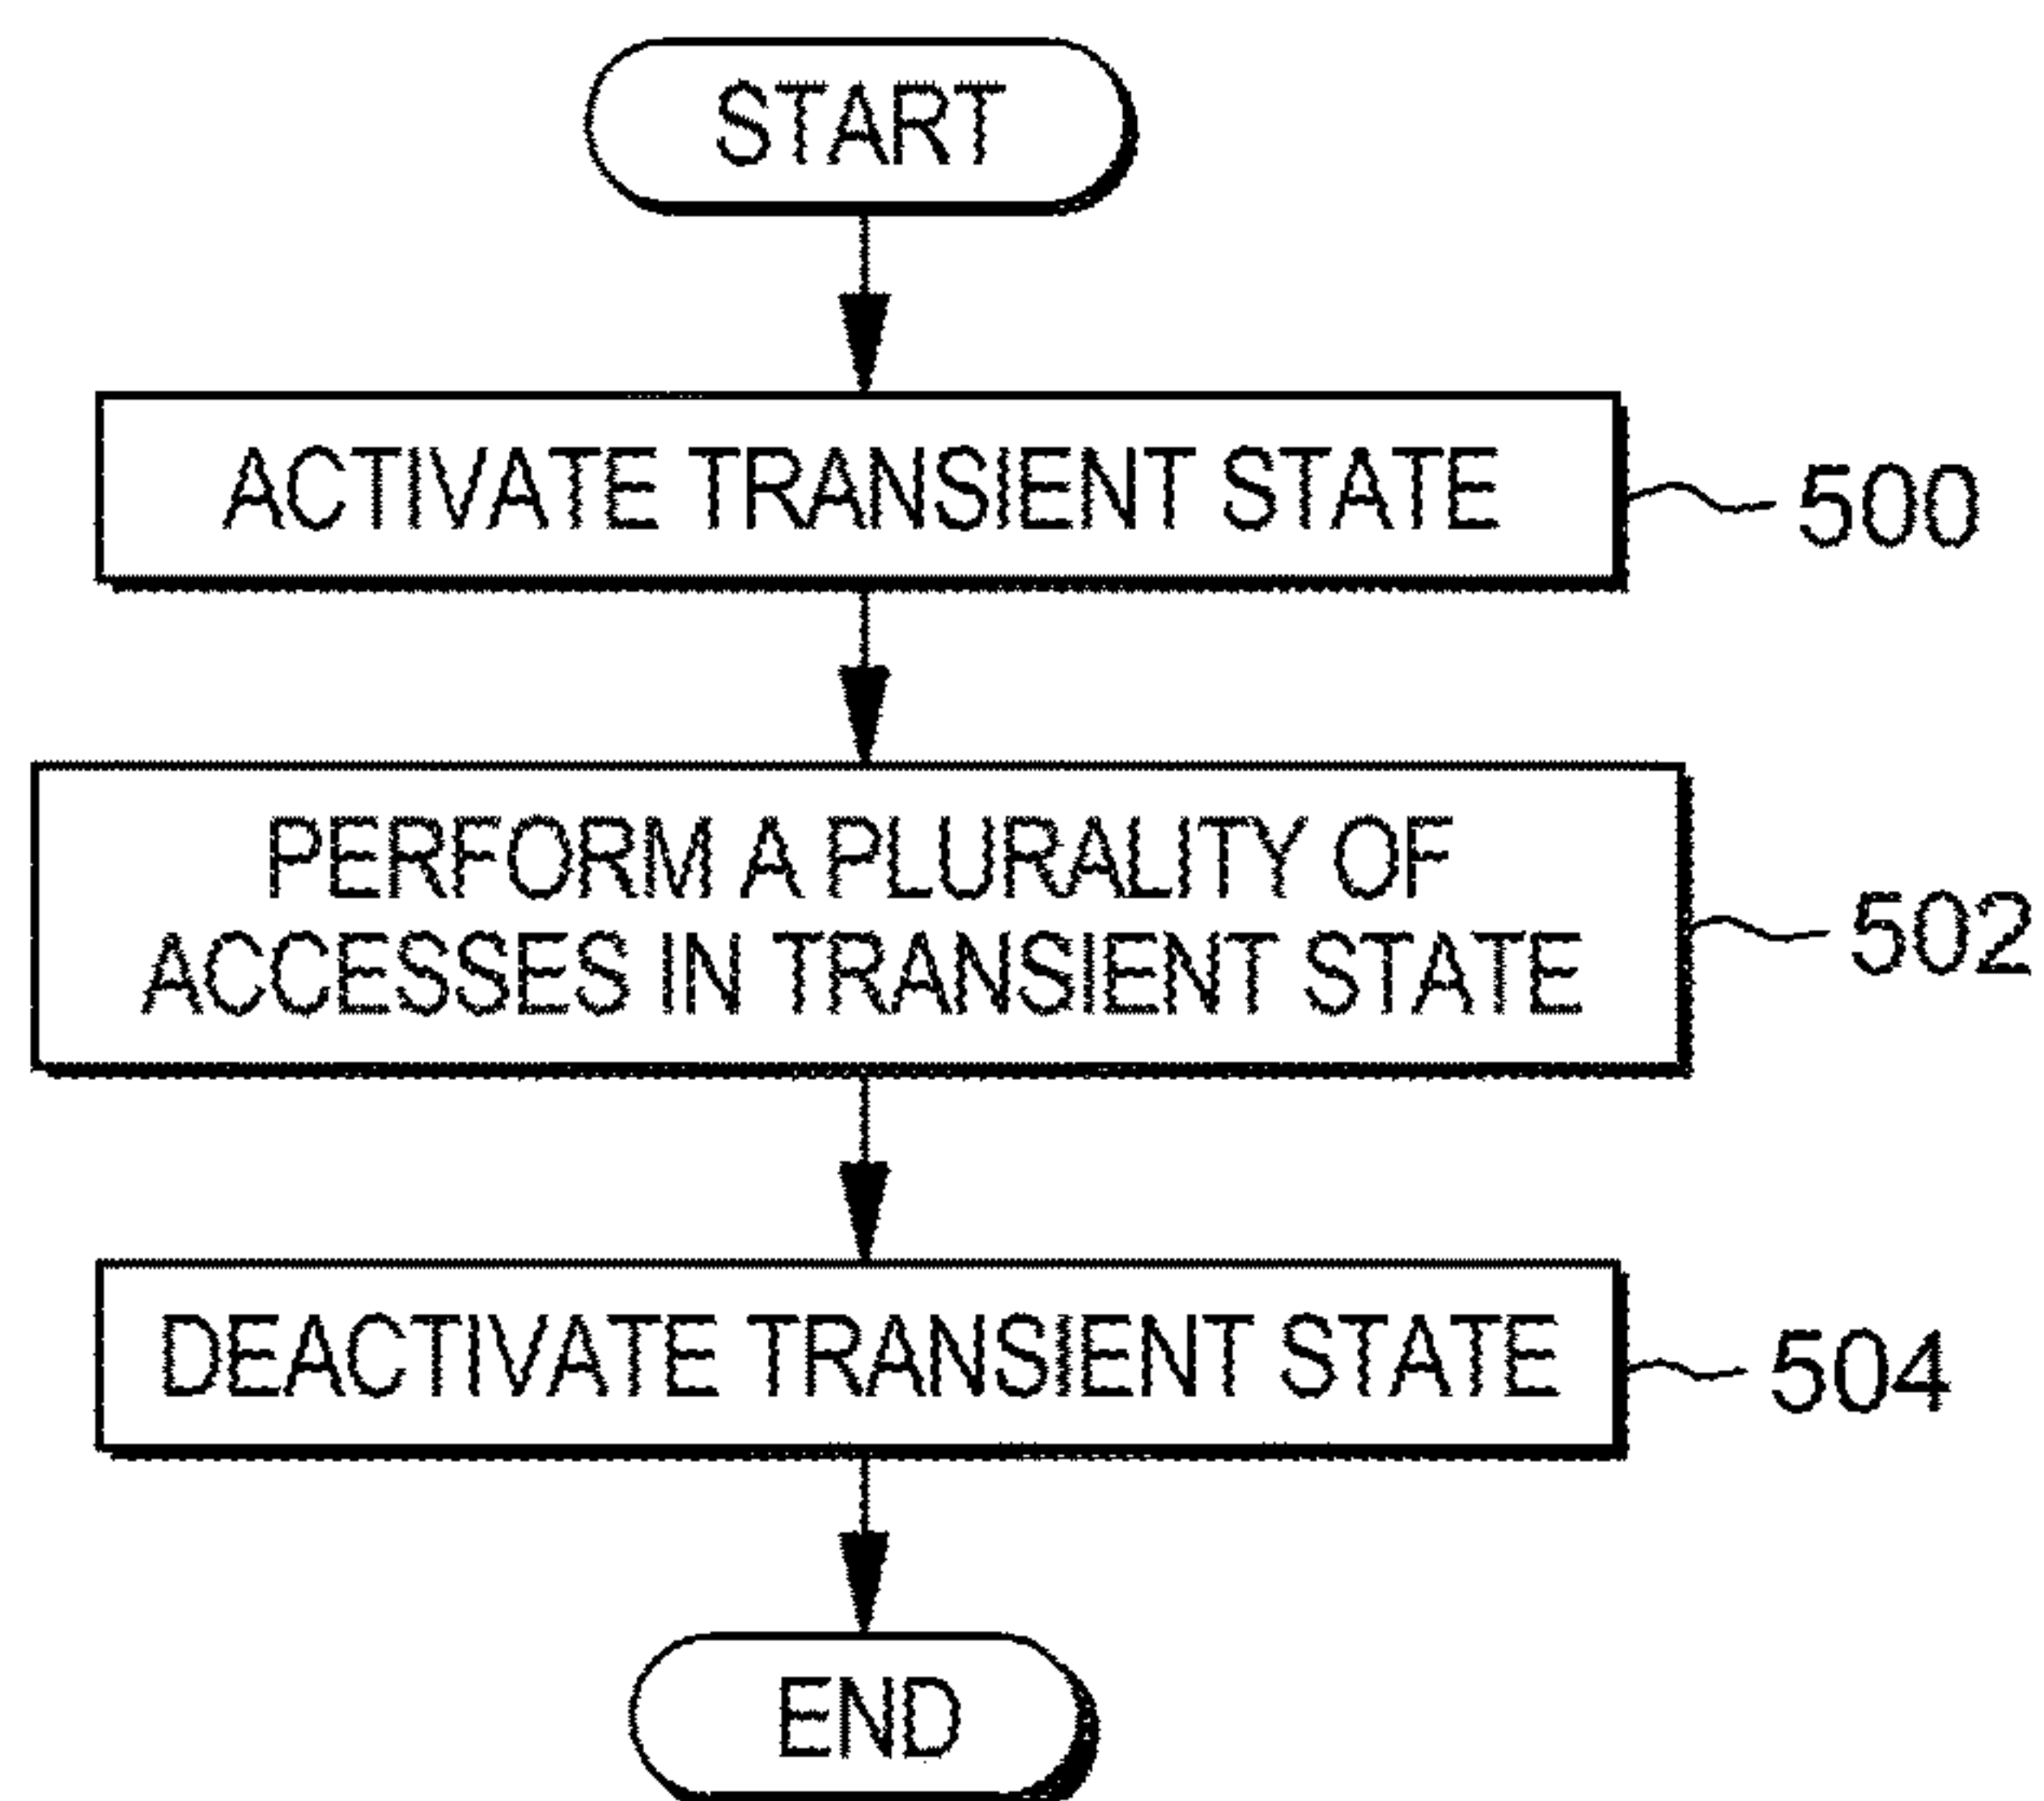 START
ACTIVATE TRANSIENT STATE
500
PERFORM A PLURALITY OF
ACCESSES IN TRANSIENT STATE
502
DEACTIVATE TRANSIENT STATE
504
END